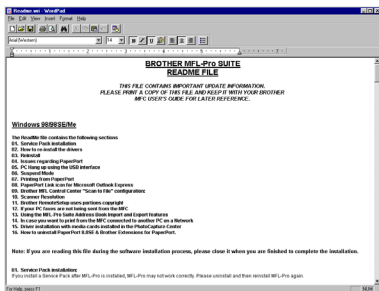 Readme.wri - WordPad
File Edit View Insert Format Help
Arial (Western) 14
BROTHER MFL-Pro SUITE
README FILE
THIS FILE CONTAINS IMPORTANT UPDATE INFORMATION.
PLEASE PRINT A COPY OF THIS FILE AND KEEP IT WITH YOUR BROTHER
MFC USER'S GUIDE FOR LATER REFERENCE.
Windows 98/98SE/Me
The ReadMe file contains the following sections
01. Service Pack installation
02. How to re install the drivers
03. Reinstall
04. Issues regarding PaperPort
05. PC Hang up using the USB interface
06. Suspend Mode
07. Printing from PaperPort
08. PaperPort Link icon for Microsoft Outlook Express
09. Brother MFL Control Center "Scan to File" configuration:
10. Scanner Resolution
11. Brother RemoteSetup uses portions copyright
12. If your PC faxes are not being sent from the MFC
13. Using the MFL-Pro Suite Address Book Import and Export features
14. In case you want to print from the MFC connected to another PC on a Network
15. Driver installation with media cards installed in the PhotoCapture Center
16. How to uninstall PaperPort 8.0SE & Brother Extensions for PaperPort.
Note: If you are reading this file during the software installation process, please close it when you are finished to complete the installation.
01. Service Pack installation:
If you install a Service Pack after MFL-Pro is installed, MFL-Pro may not work correctly. Please uninstall and then reinstall MFL-Pro again.
For Help, press F1
NUM